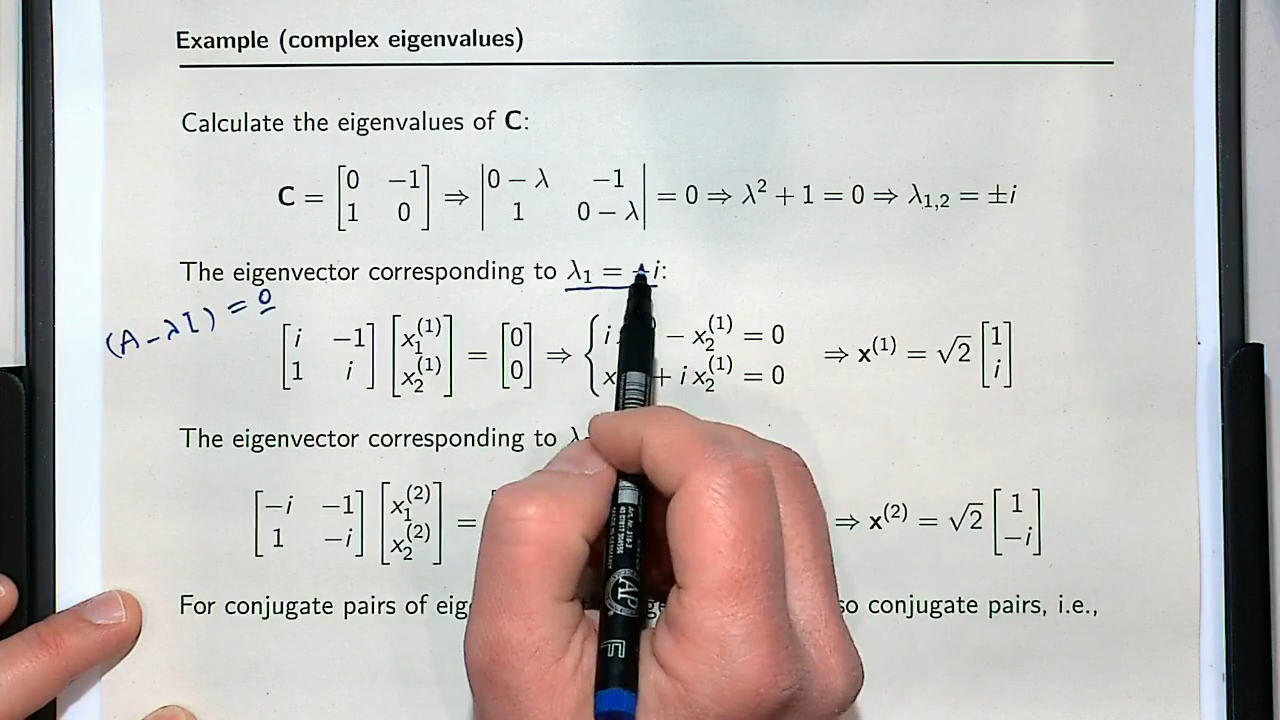 Example (complex eigenvalues)
Calculate the eigenvalues of C:
C = [0 −1; 1 0] ⇒ |0 − λ −1; 1 0 − λ| = 0 ⇒ λ² + 1 = 0 ⇒ λ₁,₂ = ±i
The eigenvector corresponding to λ₁ = i:
(A − λI) = 0
[i −1; 1 i] [x₁⁽¹⁾; x₂⁽¹⁾] = [0; 0] ⇒ { i − x₂⁽¹⁾ = 0; x + i x₂⁽¹⁾ = 0 ⇒ x⁽¹⁾ = √2 [1; i]
The eigenvector corresponding to λ
[−i −1; 1 −i] [x₁⁽²⁾; x₂⁽²⁾] = ⇒ x⁽²⁾ = √2 [1; −i]
For conjugate pairs of conjugate pairs, i.e.,
AP
F